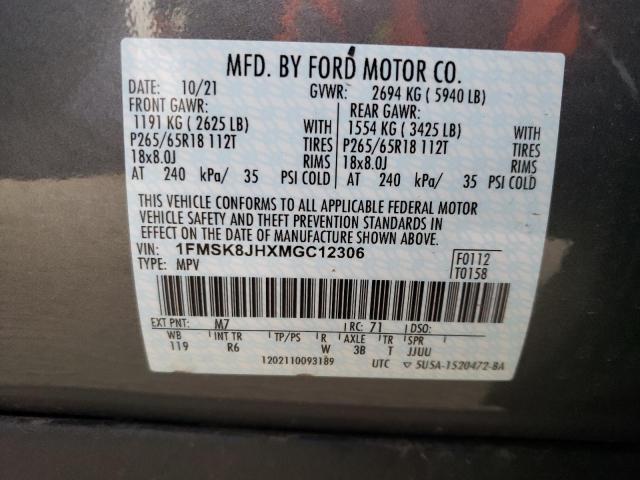 MFD. BY FORD MOTOR CO.
DATE: 10/21 GVWR: 2694 KG ( 5940 LB)
FRONT GAWR: REAR GAWR:
1191 KG ( 2625 LB) WITH 1554 KG ( 3425 LB) WITH
P265/65R18 112T TIRES P265/65R18 112T TIRES
18x8.0J RIMS 18x8.0J RIMS
AT 240 kPa/ 35 PSI COLD AT 240 kPa/ 35 PSI COLD
THIS VEHICLE CONFORMS TO ALL APPLICABLE FEDERAL MOTOR
VEHICLE SAFETY AND THEFT PREVENTION STANDARDS IN
EFFECT ON THE DATE OF MANUFACTURE SHOWN ABOVE.
VIN: 1FMSK8JHXMGC12306 F0112
TYPE: MPV T0158
EXT PNT: M7 RC: 71 DSO:
WB INT TR TP/PS R AXLE TR SPR
119 R6 W 3B T JJUU
1202110093189 UTC ▽ 5U5A-1520472-BA